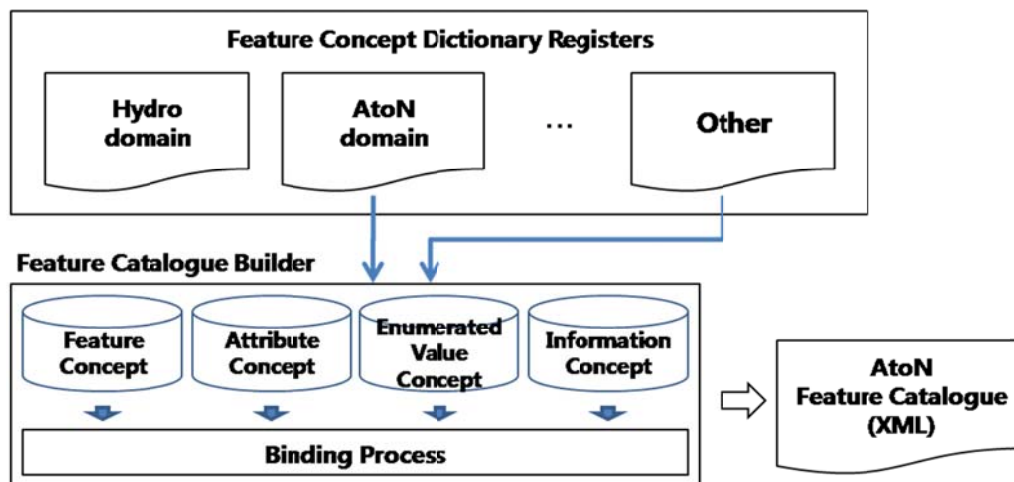 Feature Concept Dictionary Registers
Hydro
domain
AtoN
domain
...
Other
Feature Catalogue Builder
Feature
Concept
Attribute
Concept
Enumerated
Value
Concept
Information
Concept
Binding Process
AtoN
Feature Catalogue
(XML)